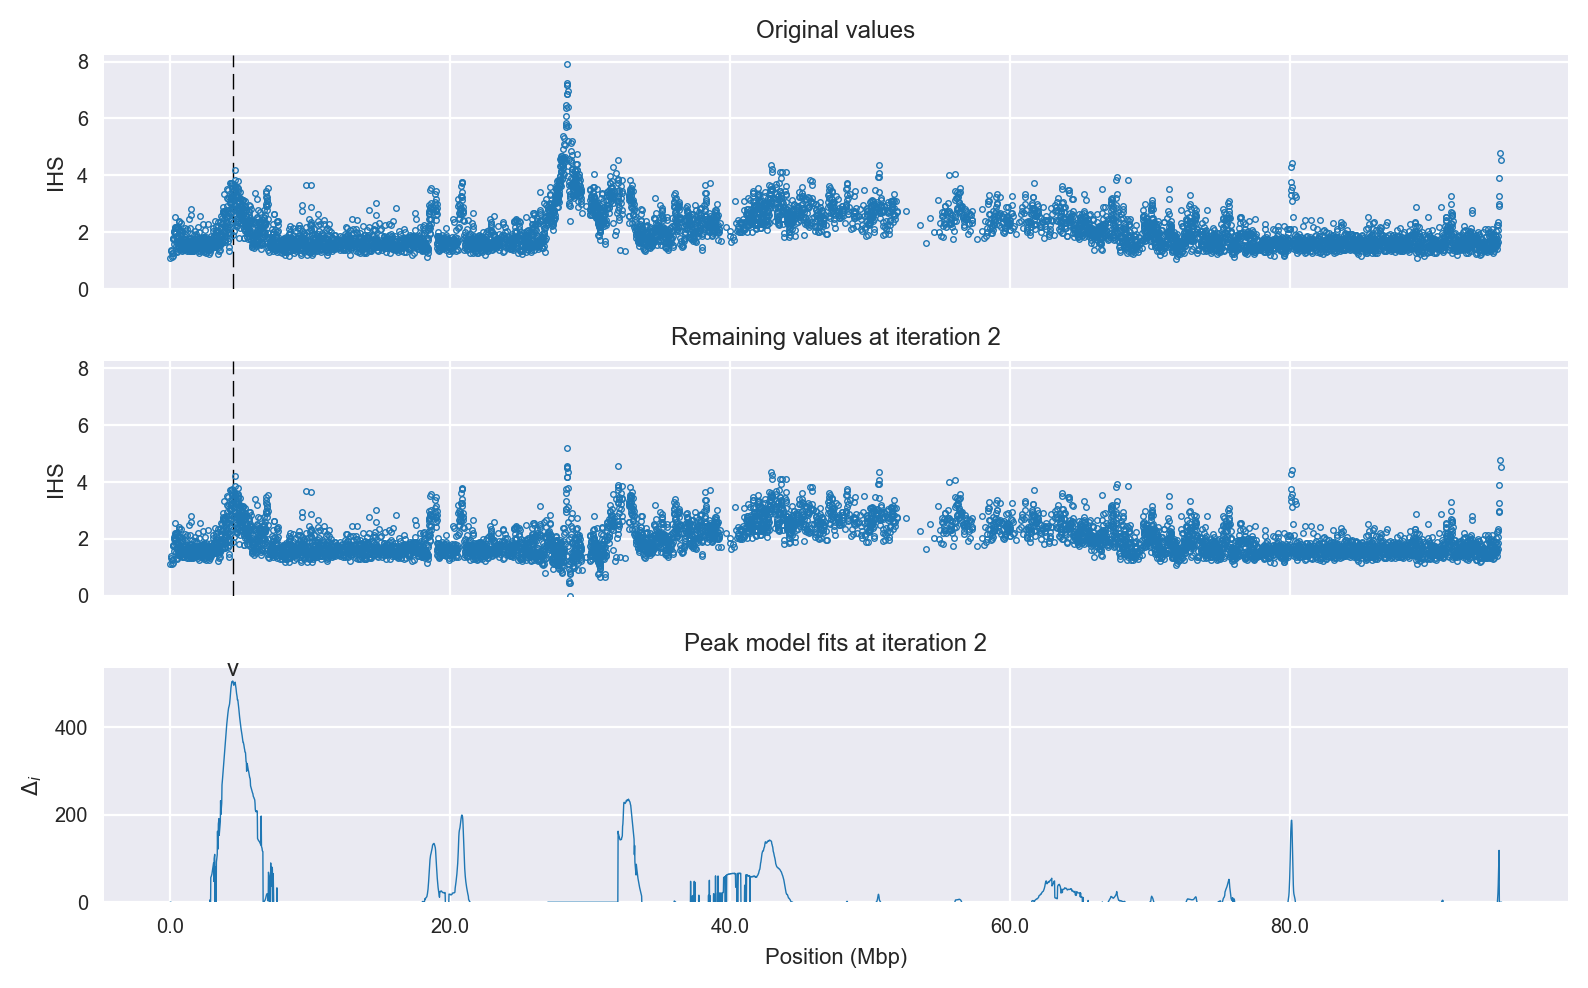 Original values
8
6
4
2
0
IHS
Remaining values at iteration 2
8
6
4
2
0
IHS
Peak model fits at iteration 2
v
400
200
0
Δi
0.0 20.0 40.0 60.0 80.0
Position (Mbp)